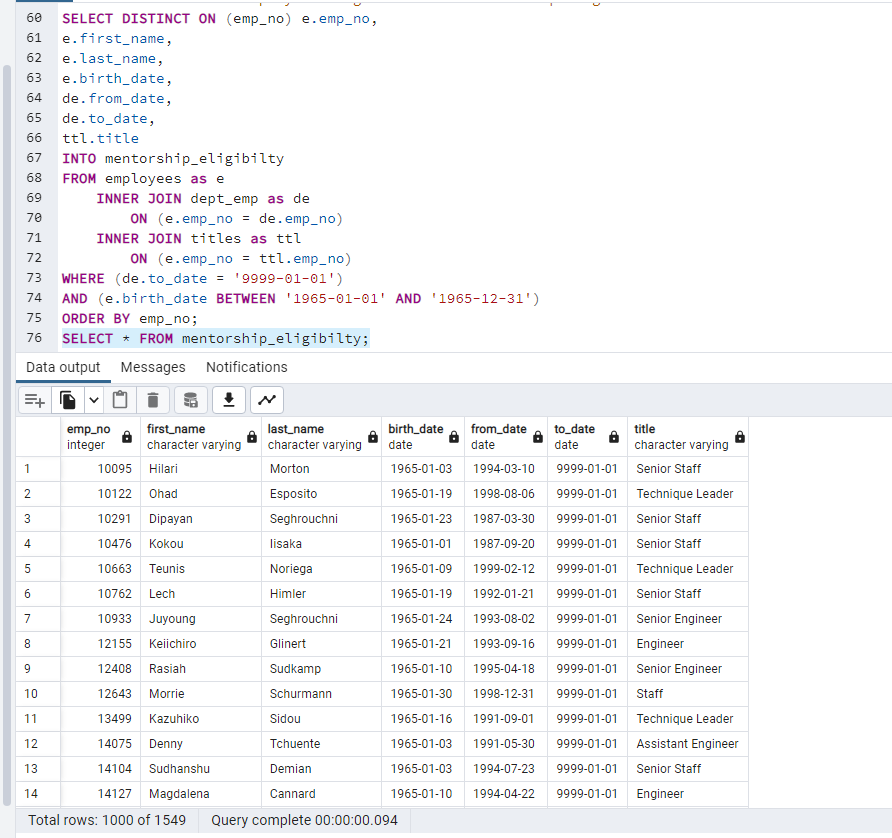 60 SELECT DISTINCT ON (emp_no) e.emp_no,
61 e.first_name,
62 e.last_name,
63 e.birth_date,
64 de.from_date,
65 de.to_date,
66 ttl.title
67 INTO mentorship_eligibilty
68 FROM employees as e
69 INNER JOIN dept_emp as de
70 ON (e.emp_no = de.emp_no)
71 INNER JOIN titles as ttl
72 ON (e.emp_no = ttl.emp_no)
73 WHERE (de.to_date = '9999-01-01')
74 AND (e.birth_date BETWEEN '1965-01-01' AND '1965-12-31')
75 ORDER BY emp_no;
76 SELECT * FROM mentorship_eligibilty;
Data output Messages Notifications
emp_no first_name last_name birth_date from_date to_date title
integer character varying character varying date date date character varying
1 10095 Hilari Morton 1965-01-03 1994-03-10 9999-01-01 Senior Staff
2 10122 Ohad Esposito 1965-01-19 1998-08-06 9999-01-01 Technique Leader
3 10291 Dipayan Seghrouchni 1965-01-23 1987-03-30 9999-01-01 Senior Staff
4 10476 Kokou Iisaka 1965-01-01 1987-09-20 9999-01-01 Senior Staff
5 10663 Teunis Noriega 1965-01-09 1999-02-12 9999-01-01 Technique Leader
6 10762 Lech Himler 1965-01-19 1992-01-21 9999-01-01 Senior Staff
7 10933 Juyoung Seghrouchni 1965-01-24 1993-08-02 9999-01-01 Senior Engineer
8 12155 Keiichiro Glinert 1965-01-21 1993-09-16 9999-01-01 Engineer
9 12408 Rasiah Sudkamp 1965-01-10 1995-04-18 9999-01-01 Senior Engineer
10 12643 Morrie Schurmann 1965-01-30 1998-12-31 9999-01-01 Staff
11 13499 Kazuhiko Sidou 1965-01-16 1991-09-01 9999-01-01 Technique Leader
12 14075 Denny Tchuente 1965-01-03 1991-05-30 9999-01-01 Assistant Engineer
13 14104 Sudhanshu Demian 1965-01-03 1994-07-23 9999-01-01 Senior Staff
14 14127 Magdalena Cannard 1965-01-10 1994-04-22 9999-01-01 Engineer
Total rows: 1000 of 1549 Query complete 00:00:00.094